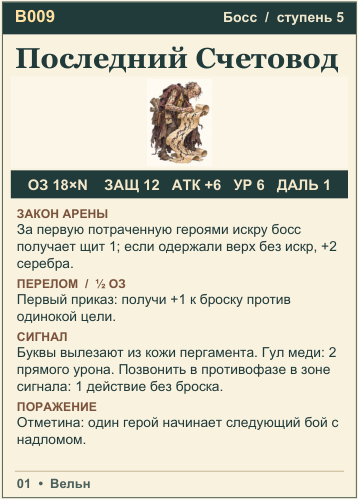 B009
Босс / ступень 5
Последний Счетовод
ОЗ 18×N ЗАЩ 12 АТК +6 УР 6 ДАЛЬ 1
ЗАКОН АРЕНЫ
За первую потраченную героями искру босс
получает щит 1; если одержали верх без искр, +2
серебра.
ПЕРЕЛОМ / ½ ОЗ
Первый приказ: получи +1 к броску против
одинокой цели.
СИГНАЛ
Буквы вылезают из кожи пергамента. Гул меди: 2
прямого урона. Позвонить в противофазе в зоне
сигнала: 1 действие без броска.
ПОРАЖЕНИЕ
Отметина: один герой начинает следующий бой с
надломом.
01 • Вельн